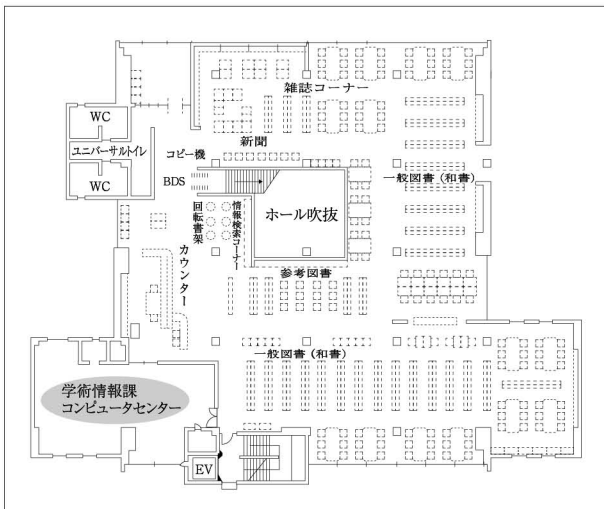 雑誌コーナー
WC
新聞
ユニバーサルトイレ
コピー機
WC
BDS
一般図書(和書)
ホール吹抜
回転書架
情報検索コーナー
カウンター
参考図書
一般図書(和書)
学術情報課
コンピュータセンター
EV